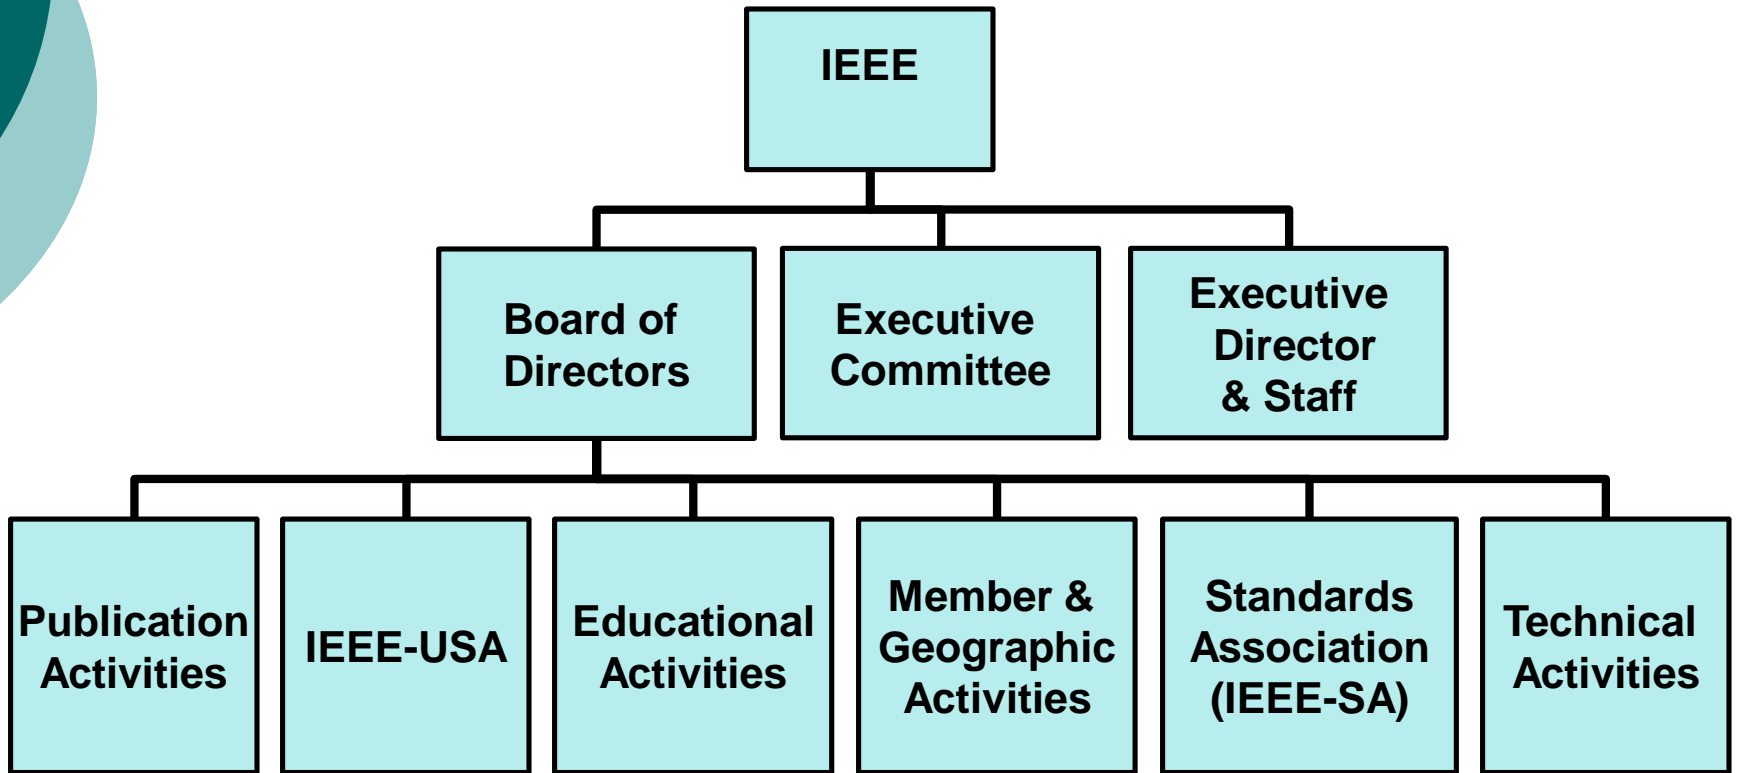 IEEE
Board of
Directors
Executive
Committee
Executive
Director
& Staff
Publication
Activities
IEEE-USA
Educational
Activities
Member &
Geographic
Activities
Standards
Association
(IEEE-SA)
Technical
Activities